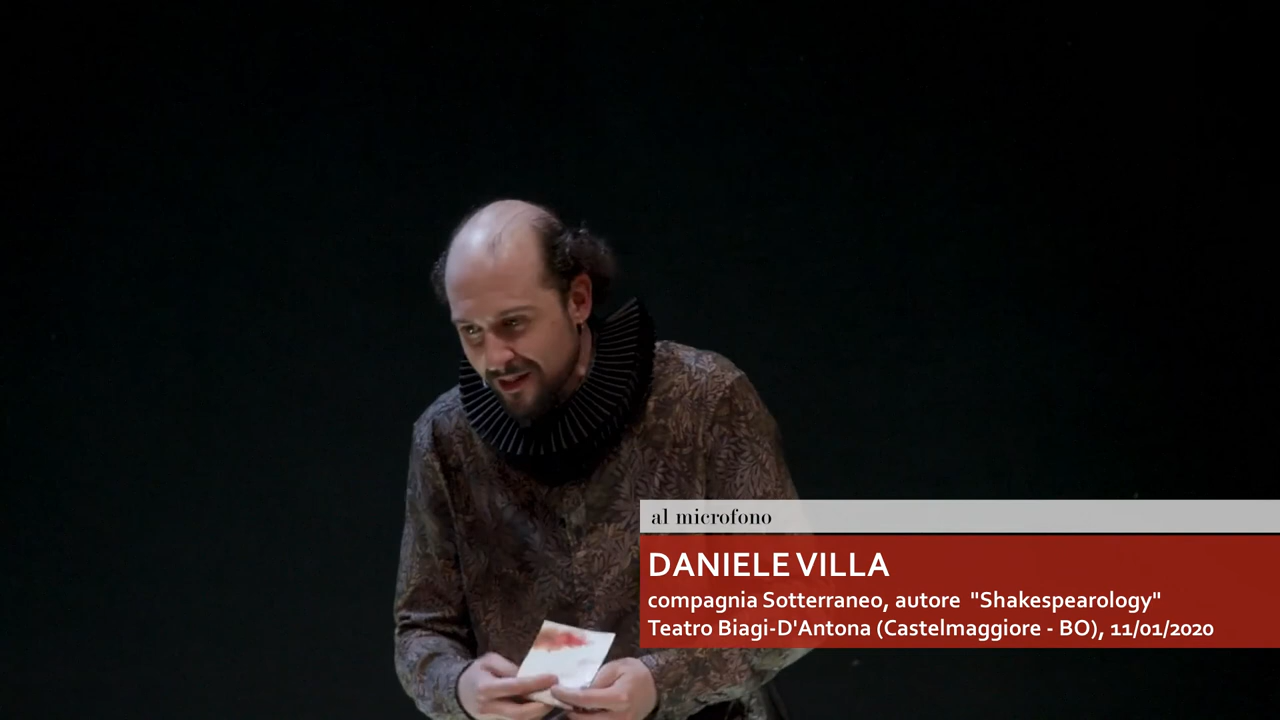 al microfono
DANIELE VILLA
compagnia Sotterraneo, autore "Shakespearology"
Teatro Biagi-D'Antona (Castelmaggiore - BO), 11/01/2020